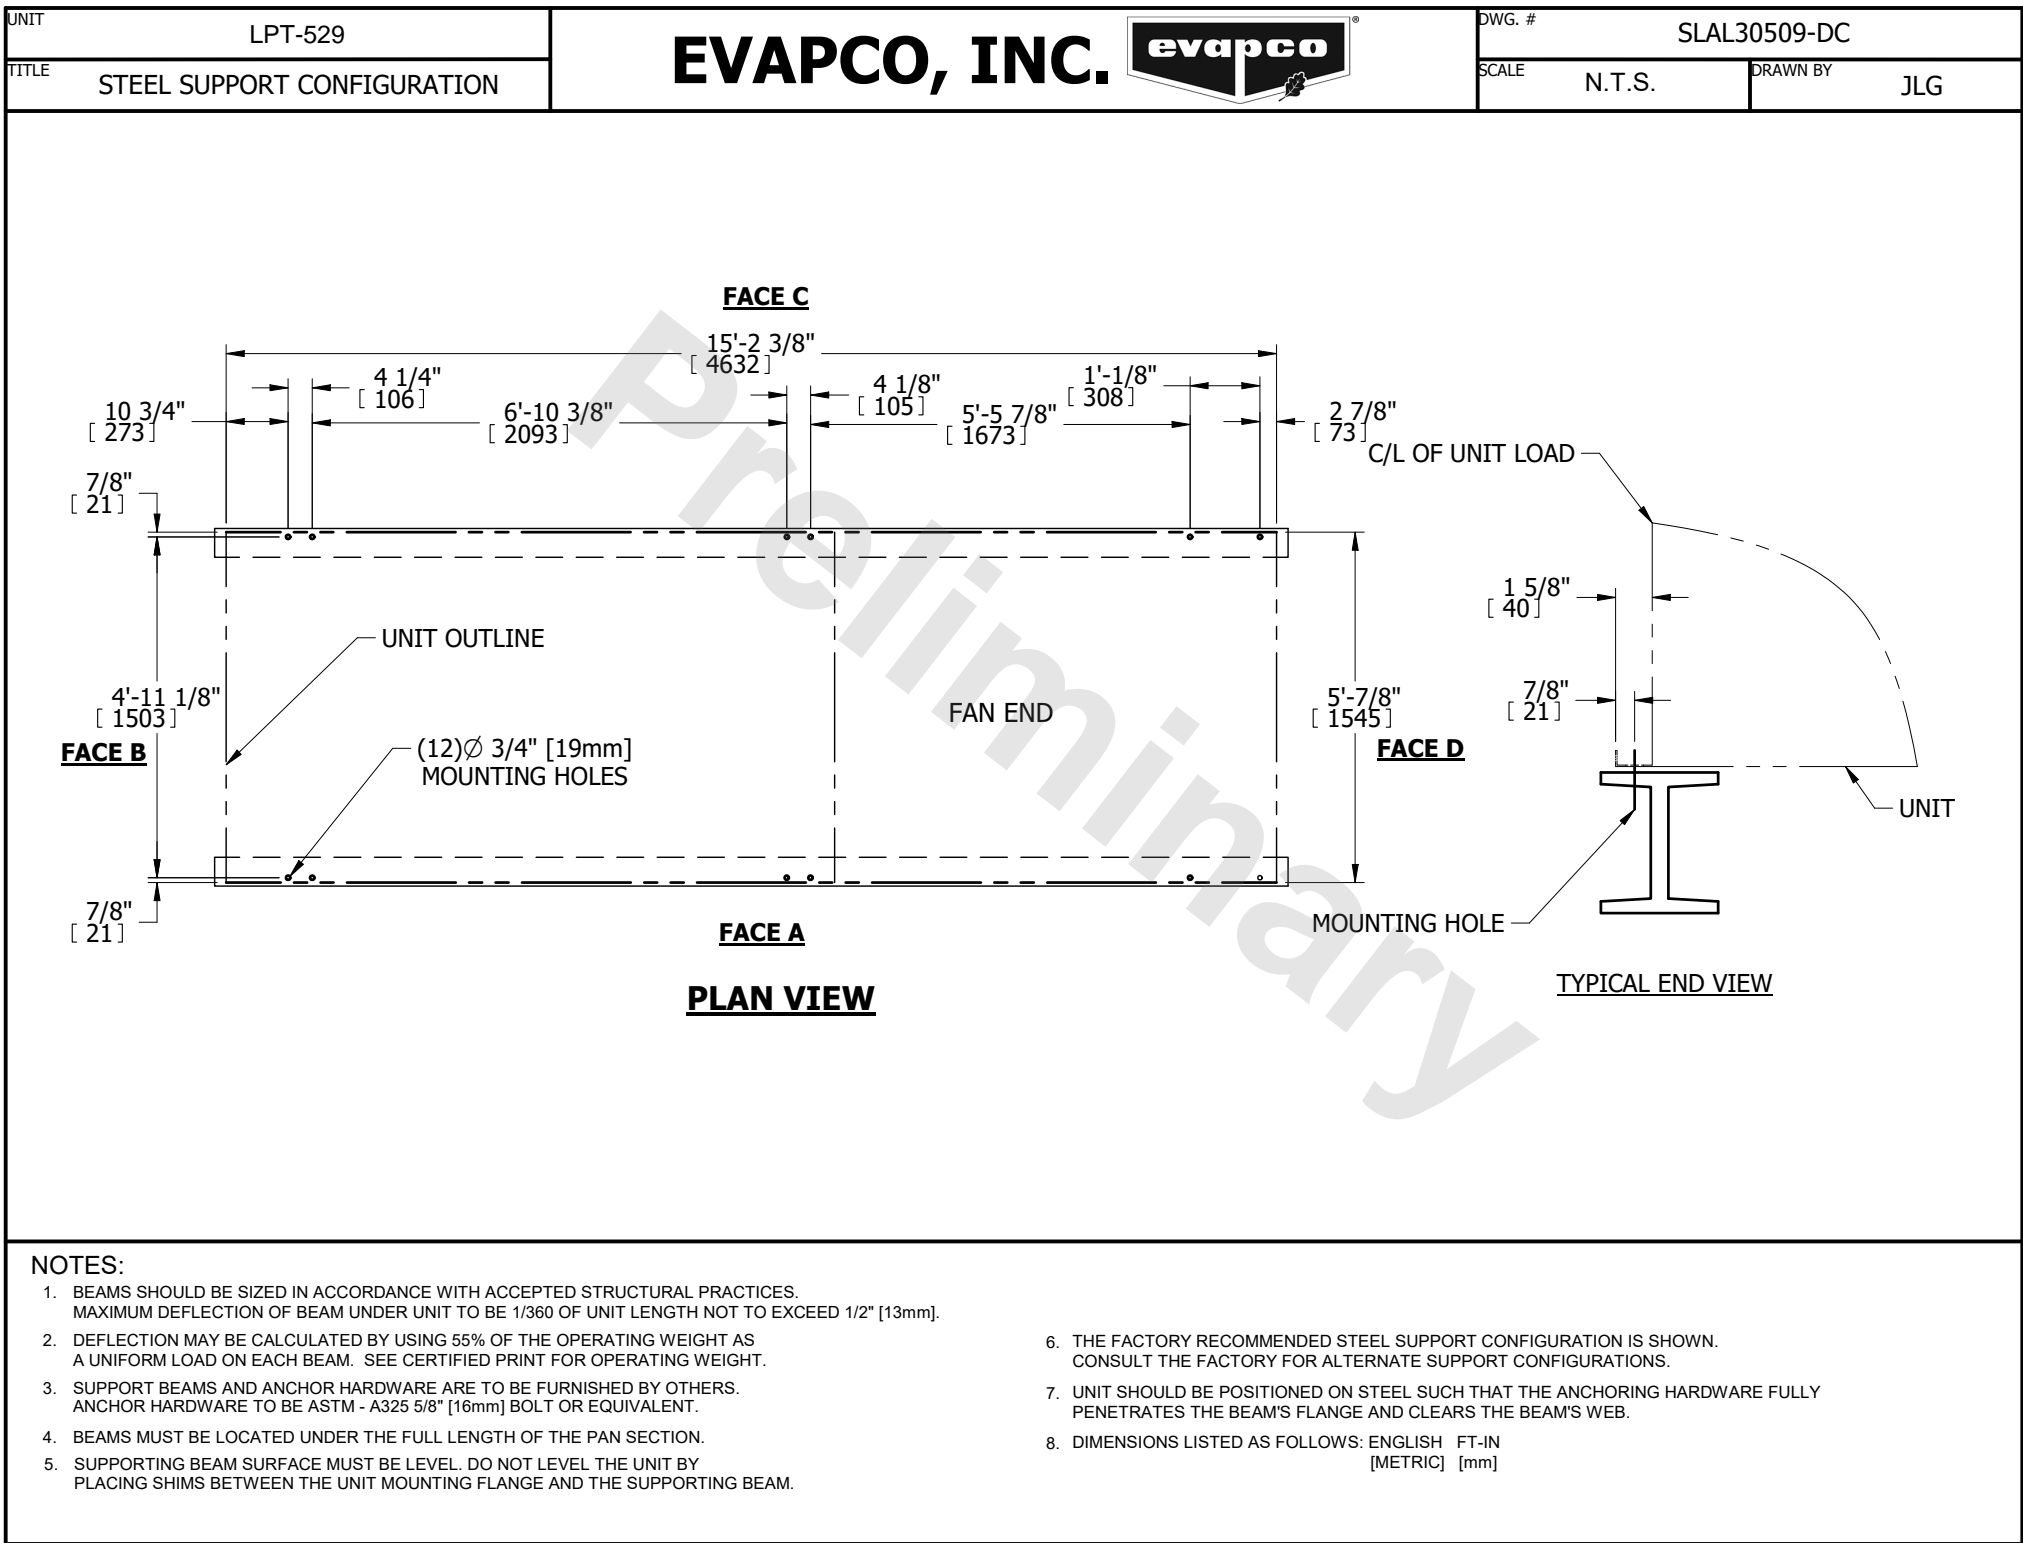 UNIT
LPT-529
TITLE
STEEL SUPPORT CONFIGURATION
EVAPCO, INC.
evapco
®
DWG. #
SLAL30509-DC
SCALE
N.T.S.
DRAWN BY
JLG
FACE C
15'-2 3/8"
[ 4632]
4 1/4"
[ 106]
4 1/8"
[ 105]
1'-1/8"
[ 308]
10 3/4"
[ 273]
6'-10 3/8"
[ 2093]
5'-5 7/8"
[ 1673]
2 7/8"
[ 73]
C/L OF UNIT LOAD
7/8"
[ 21]
1 5/8"
[ 40]
UNIT OUTLINE
4'-11 1/8"
[ 1503]
FAN END
5'-7/8"
[ 1545]
7/8"
[ 21]
FACE B
(12)Ø 3/4" [19mm]
MOUNTING HOLES
FACE D
UNIT
7/8"
[ 21]
FACE A
MOUNTING HOLE
PLAN VIEW
TYPICAL END VIEW
Preliminary
NOTES:
1. BEAMS SHOULD BE SIZED IN ACCORDANCE WITH ACCEPTED STRUCTURAL PRACTICES.
MAXIMUM DEFLECTION OF BEAM UNDER UNIT TO BE 1/360 OF UNIT LENGTH NOT TO EXCEED 1/2" [13mm].
2. DEFLECTION MAY BE CALCULATED BY USING 55% OF THE OPERATING WEIGHT AS
A UNIFORM LOAD ON EACH BEAM. SEE CERTIFIED PRINT FOR OPERATING WEIGHT.
3. SUPPORT BEAMS AND ANCHOR HARDWARE ARE TO BE FURNISHED BY OTHERS.
ANCHOR HARDWARE TO BE ASTM - A325 5/8" [16mm] BOLT OR EQUIVALENT.
4. BEAMS MUST BE LOCATED UNDER THE FULL LENGTH OF THE PAN SECTION.
5. SUPPORTING BEAM SURFACE MUST BE LEVEL. DO NOT LEVEL THE UNIT BY
PLACING SHIMS BETWEEN THE UNIT MOUNTING FLANGE AND THE SUPPORTING BEAM.
6. THE FACTORY RECOMMENDED STEEL SUPPORT CONFIGURATION IS SHOWN.
CONSULT THE FACTORY FOR ALTERNATE SUPPORT CONFIGURATIONS.
7. UNIT SHOULD BE POSITIONED ON STEEL SUCH THAT THE ANCHORING HARDWARE FULLY
PENETRATES THE BEAM'S FLANGE AND CLEARS THE BEAM'S WEB.
8. DIMENSIONS LISTED AS FOLLOWS: ENGLISH FT-IN
[METRIC] [mm]